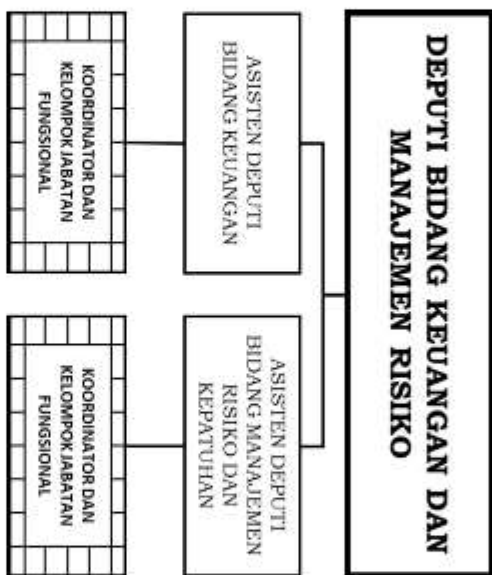 DEPUTI BIDANG KEUANGAN DAN
MANAJEMEN RISIKO
ASISTEN DEPUTI
BIDANG KEUANGAN
ASISTEN DEPUTI
BIDANG MANAJEMEN
RISIKO DAN
KEPATUHAN
KOORDINATOR DAN
KELOMPOK JABATAN
FUNGSIONAL
KOORDINATOR DAN
KELOMPOK JABATAN
FUNGSIONAL